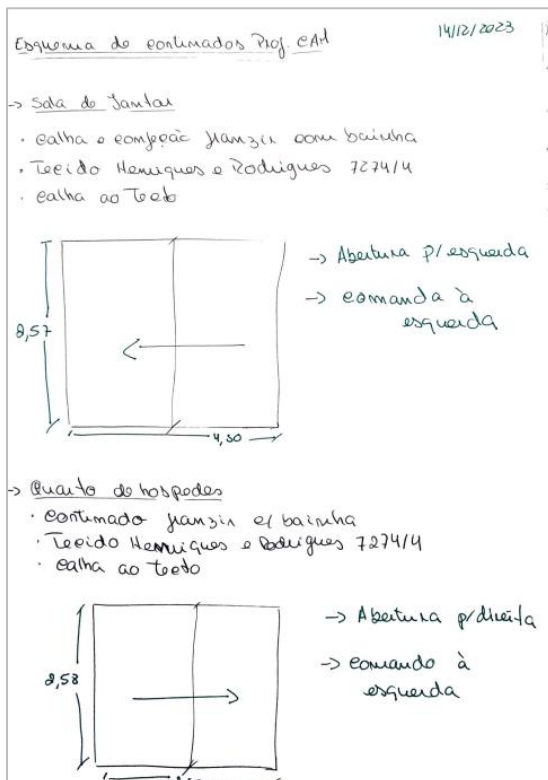 Esquema de cortinados Prof. CAd
14/12/2023
-> Sala de Jantar
· calha e confeção franzir com bainha
· Tecido Henriques e Rodrigues 7274/4
· calha ao Teto
-> Abertura p/ esquerda
-> comando à
esquerda
2,57
4,30
-> Quarto de hospedes
· cortinado franzir c/ bainha
· Tecido Henriques e Rodrigues 7274/4
· calha ao teto
-> Abertura p/ direita
-> comando à
esquerda
2,58